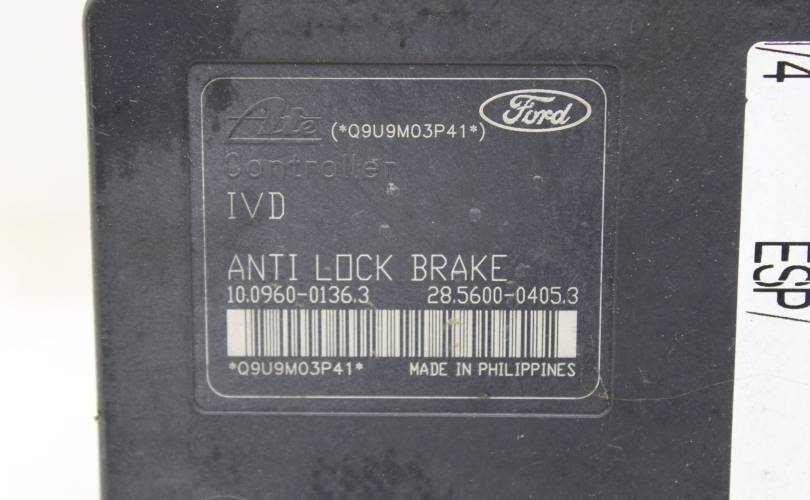 Ate (*Q9U9M03P41*) Ford
Controller
IVD
ANTI LOCK BRAKE
10.0960-0136.3 28.5600-0405.3
*Q9U9M03P41* MADE IN PHILIPPINES
/4
ESP/